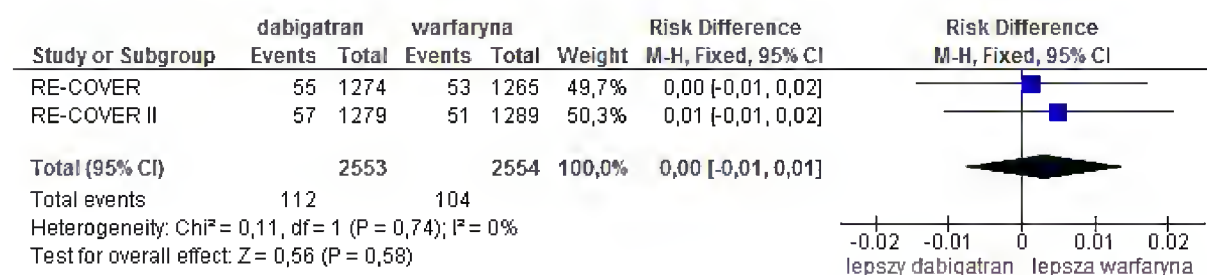 dabigatran warfaryna Risk Difference Risk Difference
Study or Subgroup Events Total Events Total Weight M-H, Fixed, 95% CI M-H, Fixed, 95% CI
RE-COVER 55 1274 53 1265 49,7% 0,00 [-0,01, 0,02]
RE-COVER II 57 1279 51 1289 50,3% 0,01 [-0,01, 0,02]
Total (95% CI) 2553 2554 100,0% 0,00 [-0,01, 0,01]
Total events 112 104
Heterogeneity: Chi² = 0,11, df = 1 (P = 0,74); I² = 0%
Test for overall effect: Z = 0,56 (P = 0,58)
-0.02 -0.01 0 0.01 0.02
lepszy dabigatran lepsza warfaryna